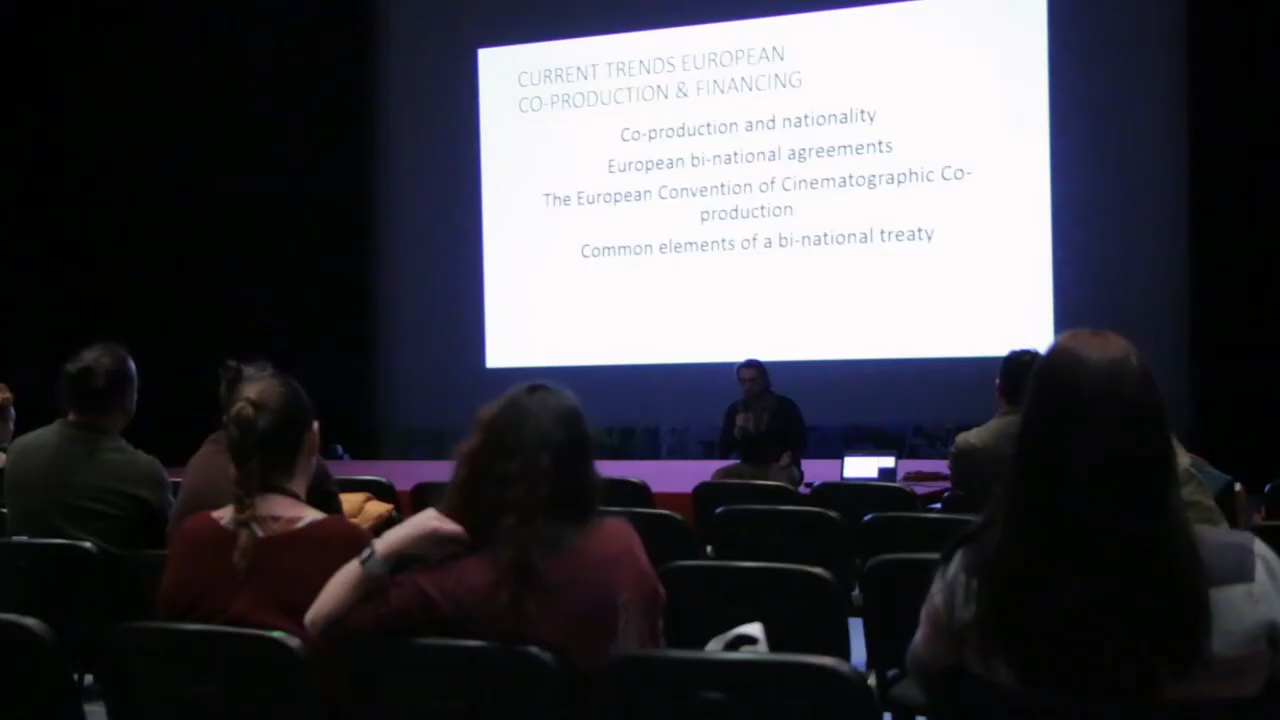 CURRENT TRENDS EUROPEAN
CO-PRODUCTION & FINANCING
Co-production and nationality
European bi-national agreements
The European Convention of Cinematographic Co-
production
Common elements of a bi-national treaty